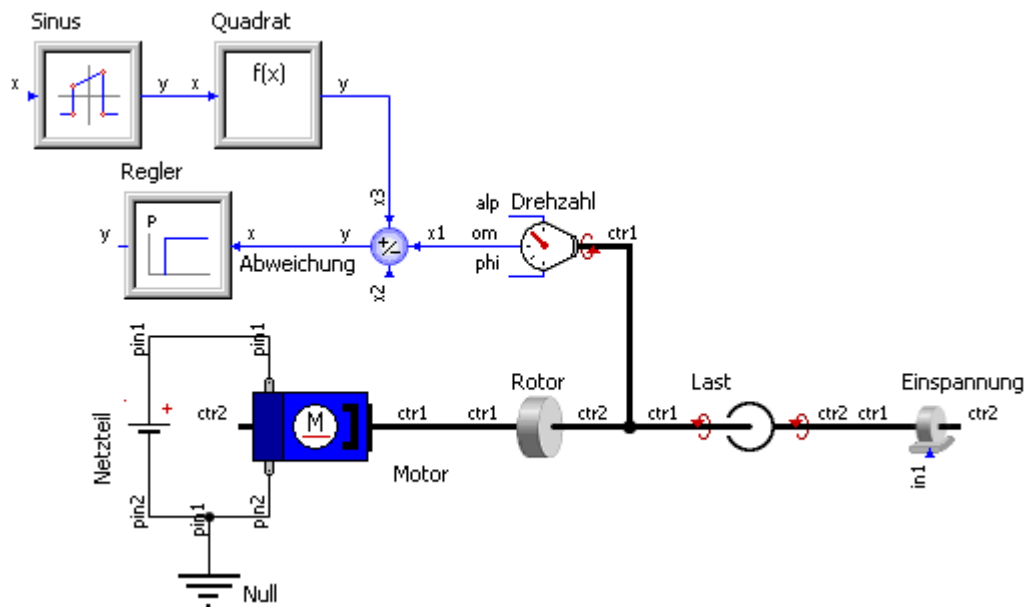 Sinus
Quadrat
x
y
x
f(x)
y
Regler
P
y
x
Abweichung
y
x3
x2
x1
alp
om
phi
Drehzahl
ctr1
pin1
pin1
Netzteil
+
pin2
pin1
pin2
Null
ctr2
M
ctr1
Motor
ctr1
Rotor
ctr2
ctr1
Last
ctr2
ctr1
Einspannung
ctr2
in1
+/-